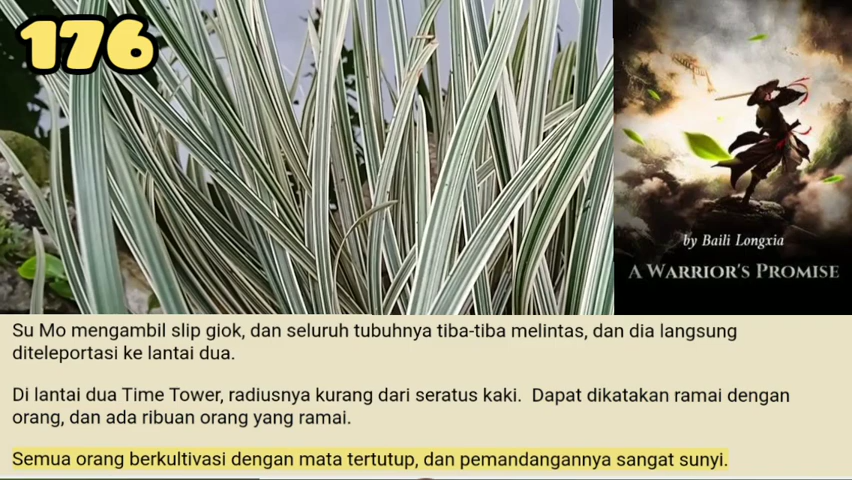 176
by Baili Longxia
A WARRIOR'S PROMISE
Su Mo mengambil slip giok, dan seluruh tubuhnya tiba-tiba melintas, dan dia langsung
diteleportasi ke lantai dua.
Di lantai dua Time Tower, radiusnya kurang dari seratus kaki.  Dapat dikatakan ramai dengan
orang, dan ada ribuan orang yang ramai.
Semua orang berkultivasi dengan mata tertutup, dan pemandangannya sangat sunyi.